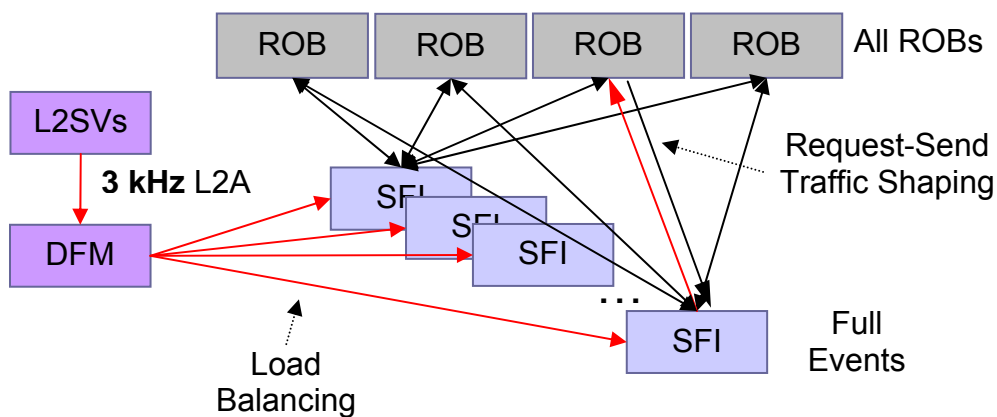 ROB ROB ROB ROB All ROBs
L2SVs
Request-Send
Traffic Shaping
3 kHz L2A
SFI
SFI
DFM
SFI
...
SFI
Full
Events
Load
Balancing